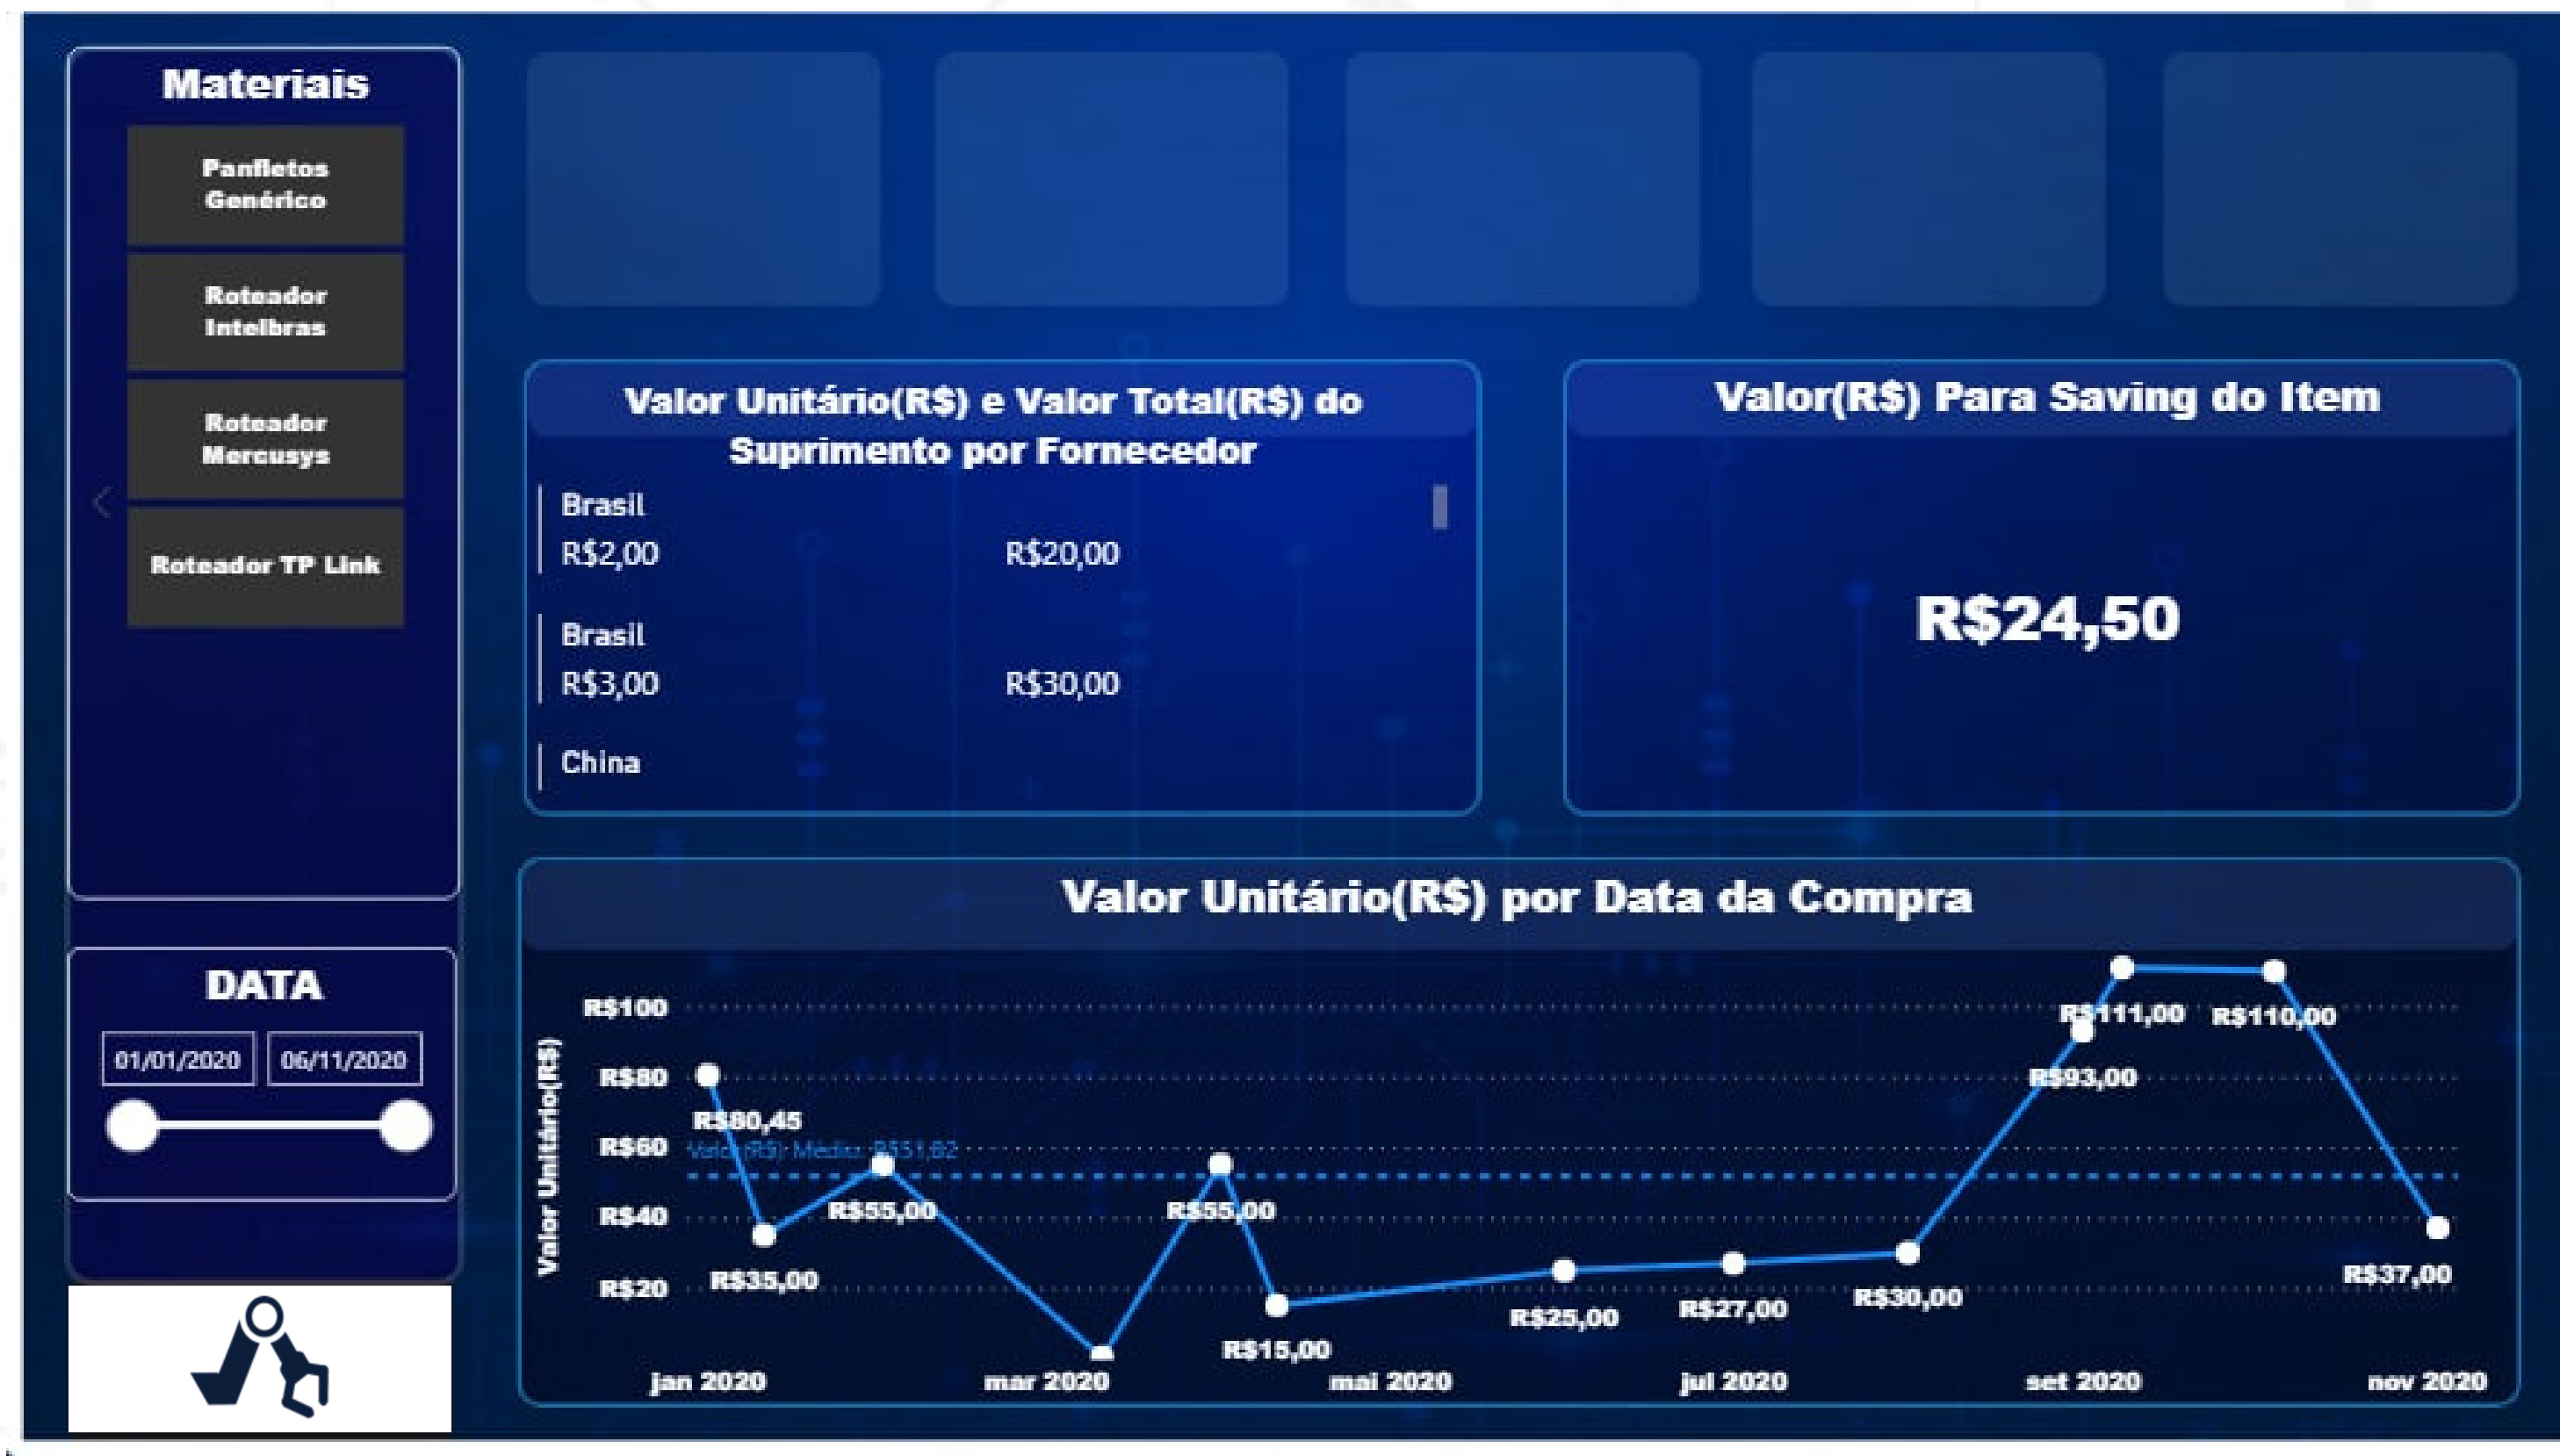 Materiais
Panfletos
Genérico
Roteador
Intelbras
Roteador
Mercusys
Roteador TP Link
DATA
01/01/2020 06/11/2020
Valor Unitário(R$) e Valor Total(R$) do
Suprimento por Fornecedor
Brasil
R$2,00 R$20,00
Brasil
R$3,00 R$30,00
China
Valor(R$) Para Saving do Item
R$24,50
Valor Unitário(R$) por Data da Compra
Valor Unitário(R$)
R$100
R$80
R$60
R$40
R$20
Valor (R$) Médio: R$51,82
R$80,45
R$35,00
R$55,00
R$55,00
R$15,00
R$25,00
R$27,00
R$30,00
R$93,00
R$111,00
R$110,00
R$37,00
jan 2020 mar 2020 mai 2020 jul 2020 set 2020 nov 2020